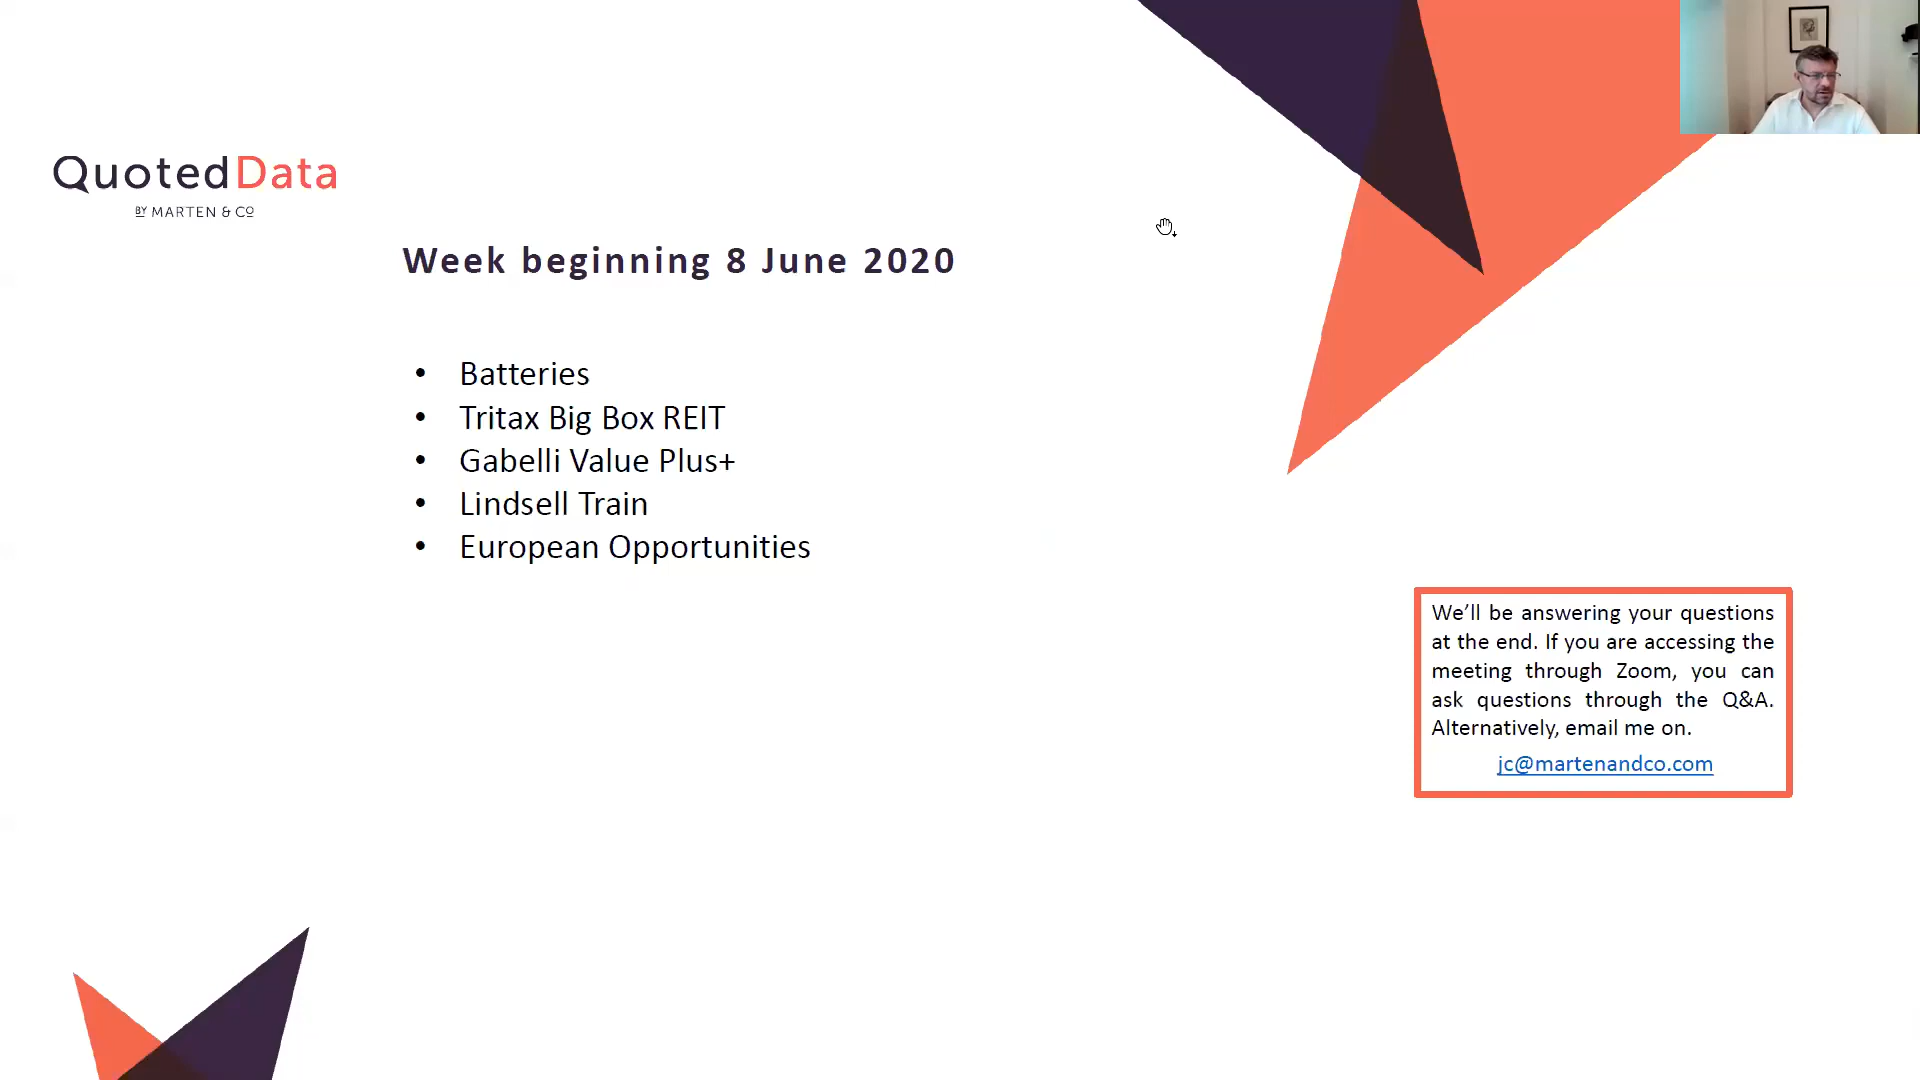 QuotedData
BY MARTEN & CO
Week beginning 8 June 2020
• Batteries
• Tritax Big Box REIT
• Gabelli Value Plus+
• Lindsell Train
• European Opportunities
We’ll be answering your questions
at the end. If you are accessing the
meeting through Zoom, you can
ask questions through the Q&A.
Alternatively, email me on.
jc@martenandco.com